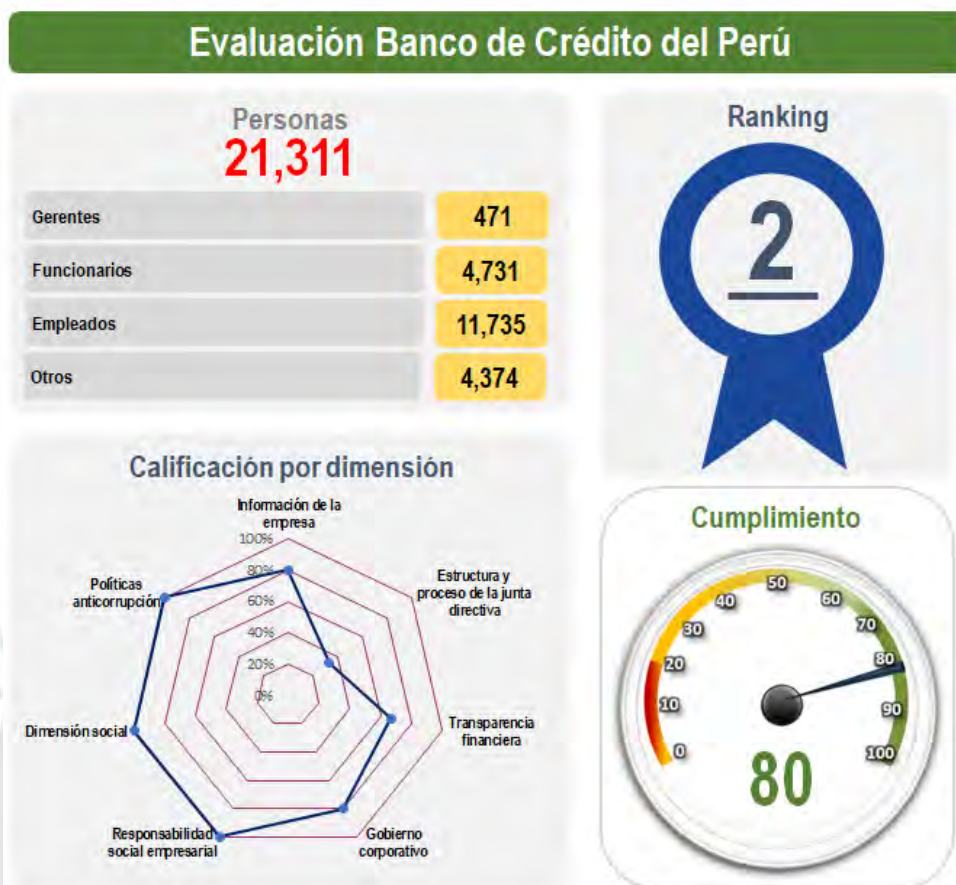 Evaluación Banco de Crédito del Perú
Personas
21,311
Gerentes 471
Funcionarios 4,731
Empleados 11,735
Otros 4,374
Ranking
2
Calificación por dimensión
Información de la
empresa
100%
80%
60%
40%
20%
0%
Estructura y
proceso de la junta
directiva
Transparencia
financiera
Gobierno
corporativo
Responsabilidad
social empresarial
Dimensión social
Políticas
anticorrupción
Cumplimiento
0
10
20
30
40
50
60
70
80
90
100
80